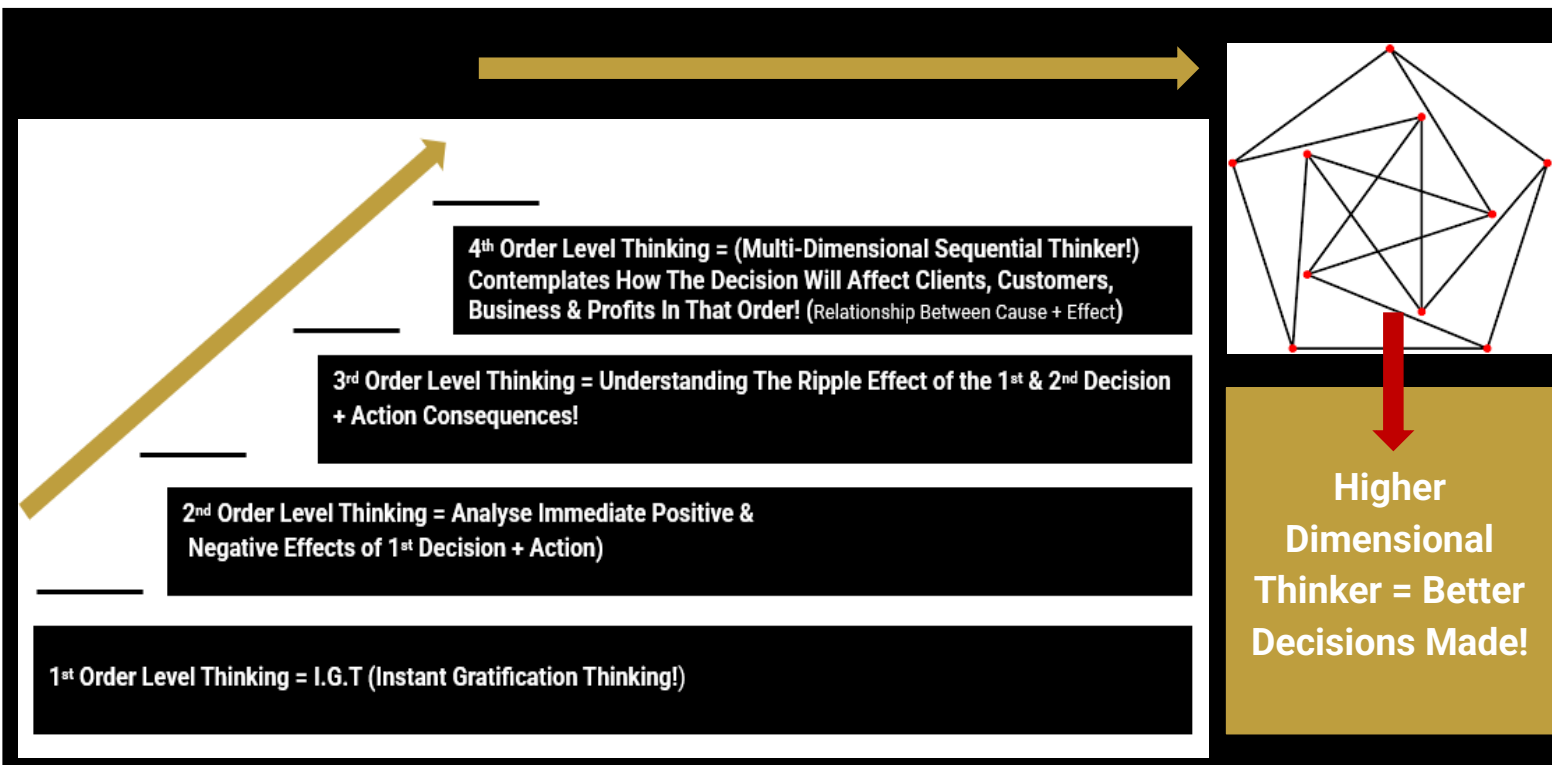 4th Order Level Thinking = (Multi-Dimensional Sequential Thinker!)
Contemplates How The Decision Will Affect Clients, Customers,
Business & Profits In That Order! (Relationship Between Cause + Effect)
3rd Order Level Thinking = Understanding The Ripple Effect of the 1st & 2nd Decision
+ Action Consequences!
2nd Order Level Thinking = Analyse Immediate Positive &
Negative Effects of 1st Decision + Action)
1st Order Level Thinking = I.G.T (Instant Gratification Thinking!)
Higher
Dimensional
Thinker = Better
Decisions Made!